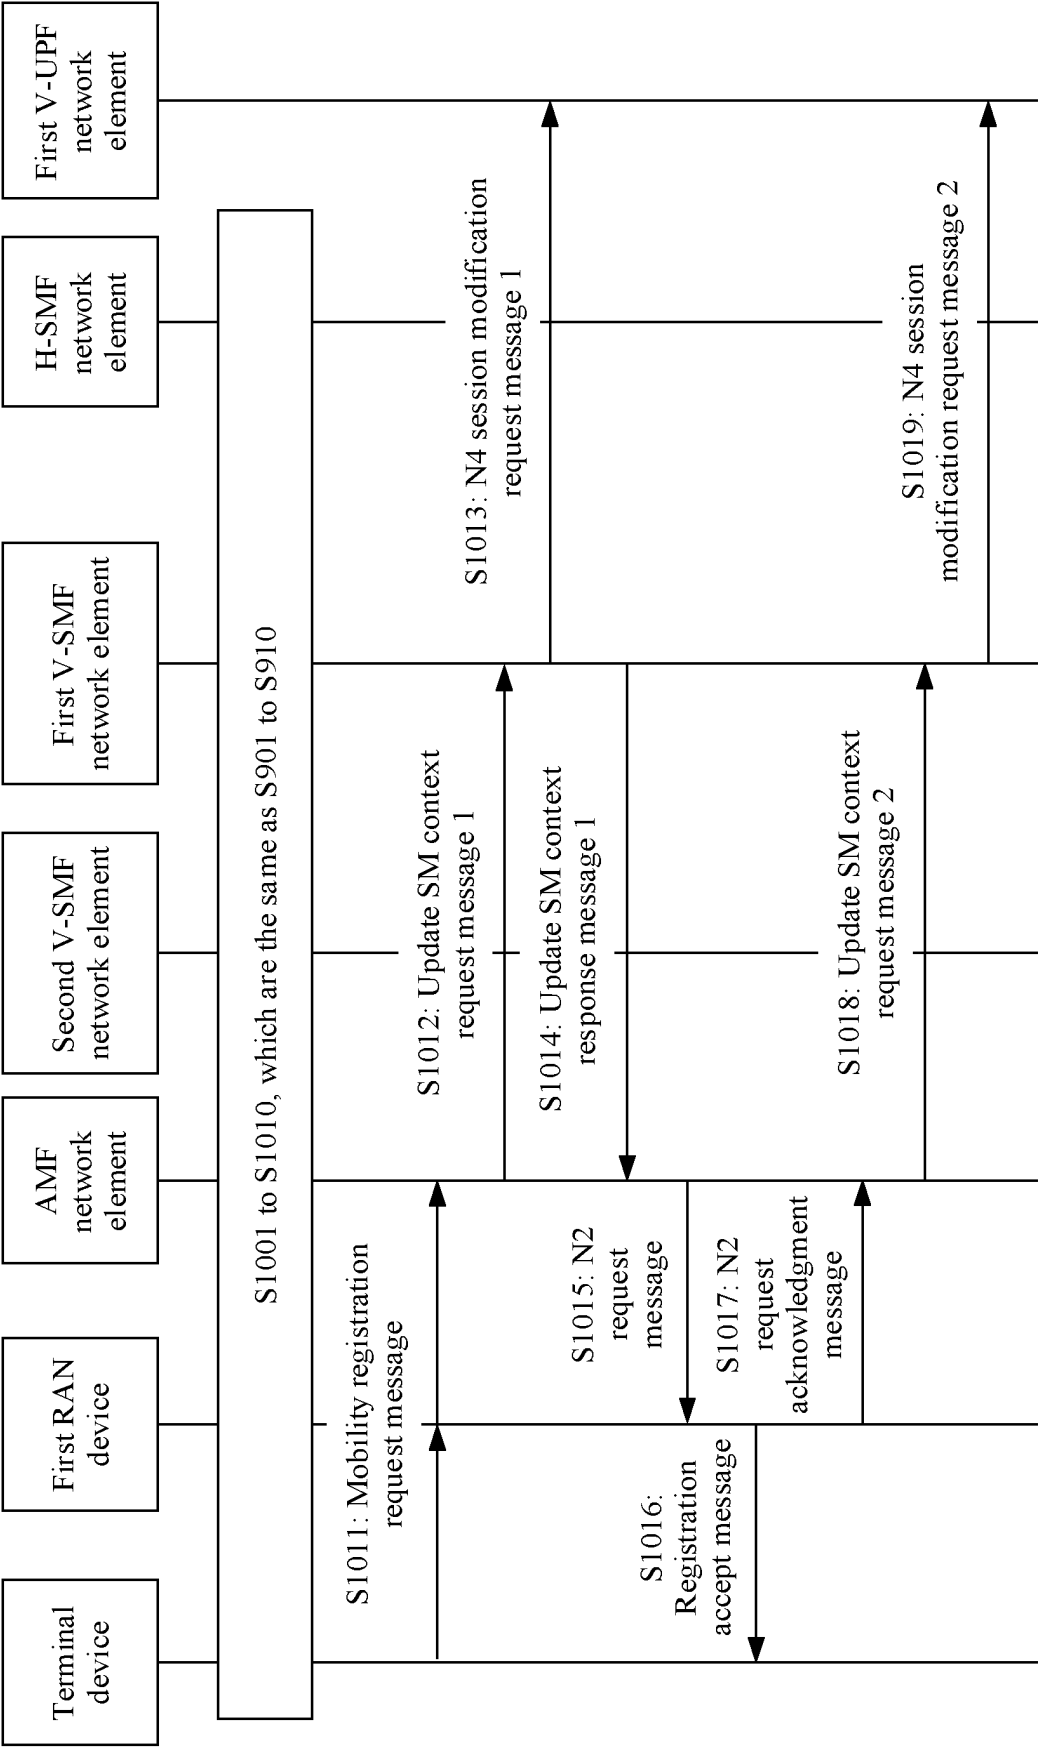 Terminal
device
First RAN
device
AMF
network
element
Second V-SMF
network element
First V-SMF
network element
H-SMF
network
element
First V-UPF
network
element
S1001 to S1010, which are the same as S901 to S910
S1011: Mobility registration
request message
S1012: Update SM context
request message 1
S1013: N4 session modification
request message 1
S1014: Update SM context
response message 1
S1015: N2
request
message
S1016:
Registration
accept message
S1017: N2
request
acknowledgment
message
S1018: Update SM context
request message 2
S1019: N4 session
modification request message 2